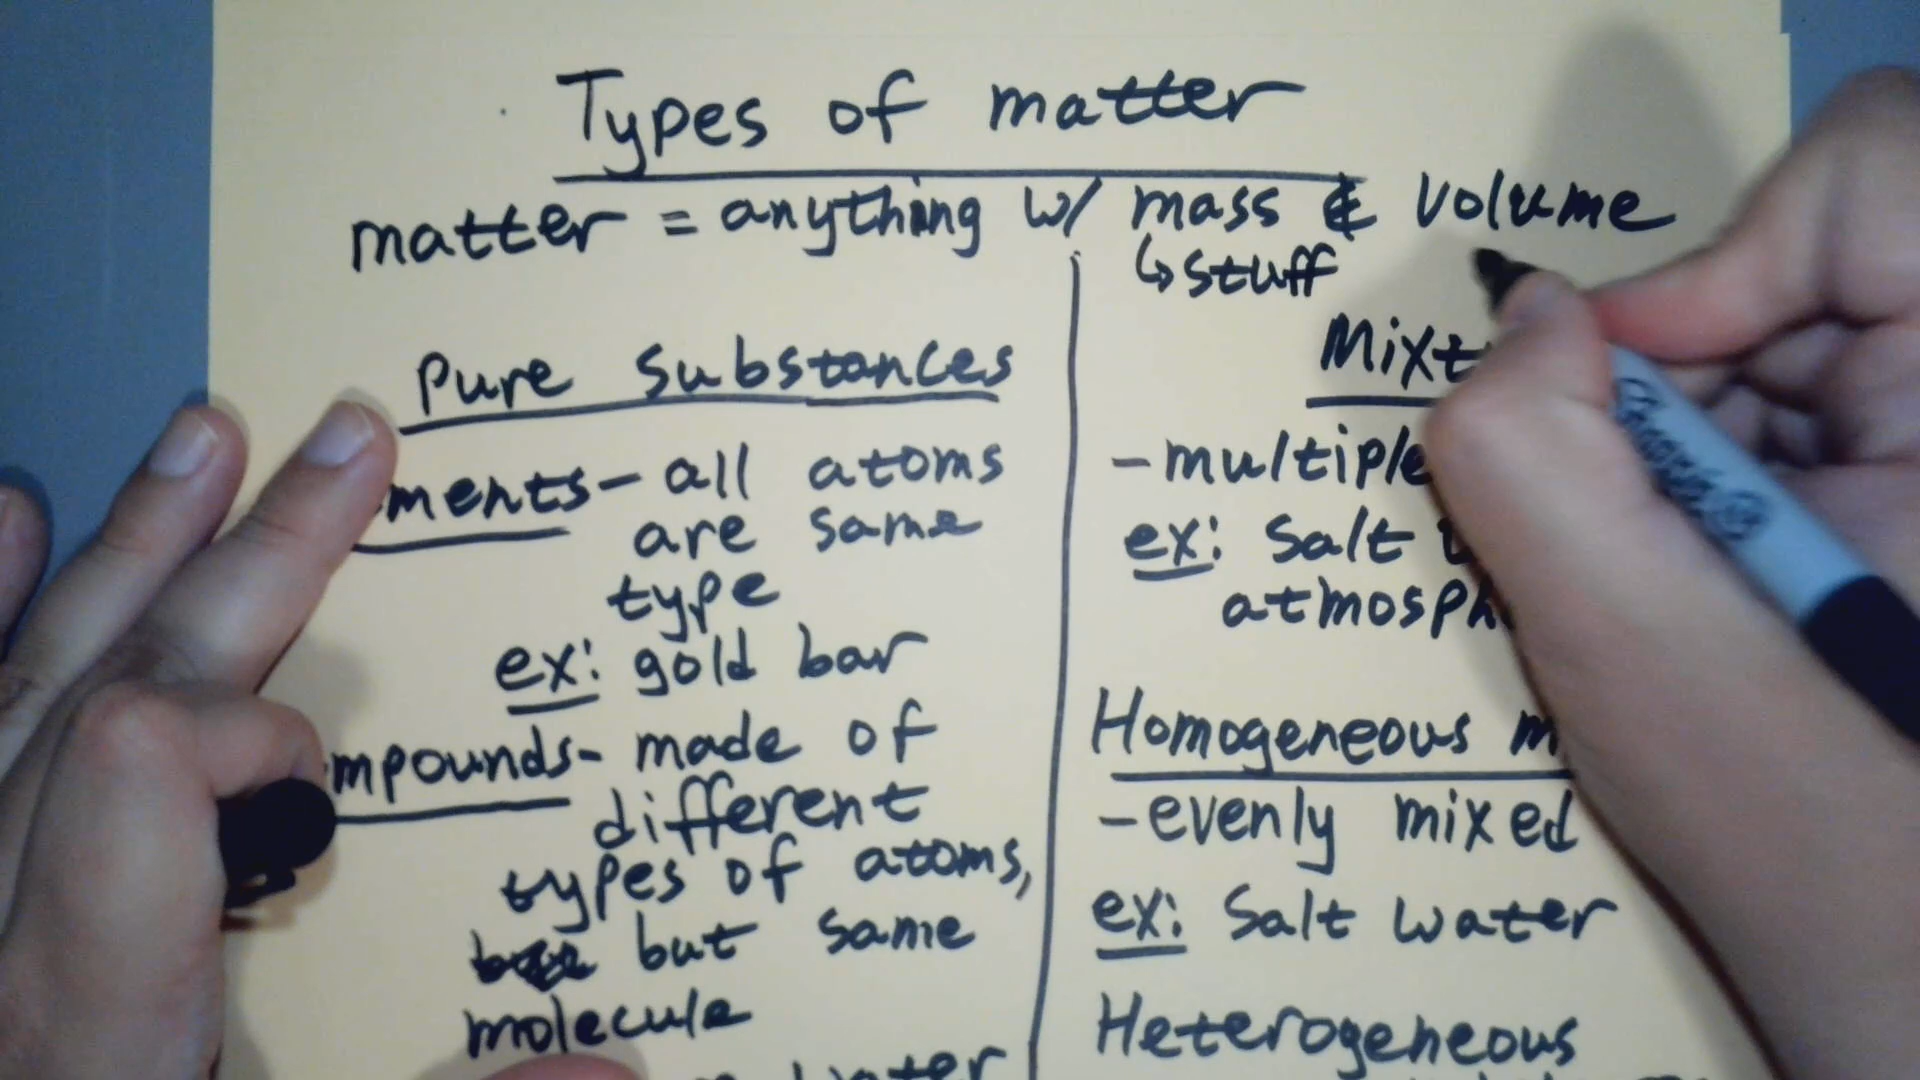 Types of matter
matter = anything w/ mass & volume
↳ stuff
Pure Substances
ments - all atoms
are same
type
ex: gold bar
mpounds - made of
different
types of atoms,
but same
molecule
water
Mixt
- multiple
ex: Salt
atmosph
Homogeneous m
- evenly mixed
ex: Salt water
Heterogeneous